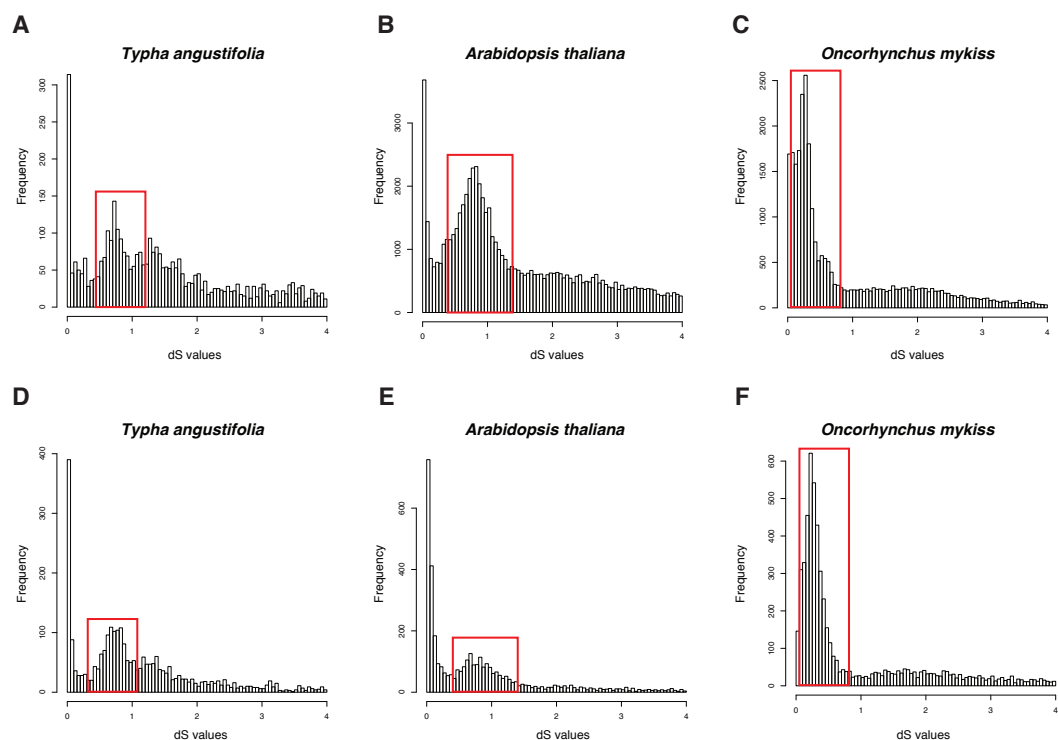 A
B
C
Typha angustifolia
Arabidopsis thaliana
Oncorhynchus mykiss
Frequency
0 50 100 150 200 250 300
0 1 2 3 4
dS values
Frequency
0 1000 2000 3000
0 1 2 3 4
dS values
Frequency
0 500 1000 1500 2000 2500
0 1 2 3 4
dS values
D
E
F
Typha angustifolia
Arabidopsis thaliana
Oncorhynchus mykiss
Frequency
0 100 200 300 400
0 1 2 3 4
dS values
Frequency
0 200 400 600
0 1 2 3 4
dS values
Frequency
0 100 200 300 400 500 600
0 1 2 3 4
dS values